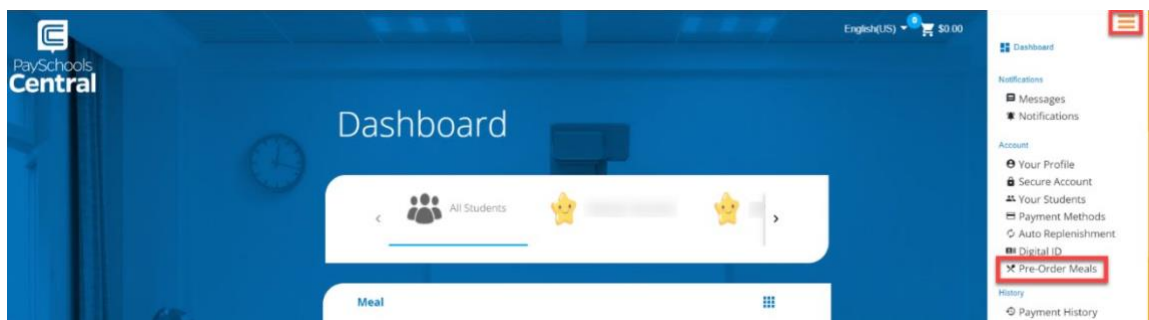 PaySchools
Central
English(US)
0
$0.00
Dashboard
All Students
Meal
Dashboard
Notifications
Messages
Notifications
Account
Your Profile
Secure Account
Your Students
Payment Methods
Auto Replenishment
Digital ID
Pre-Order Meals
History
Payment History